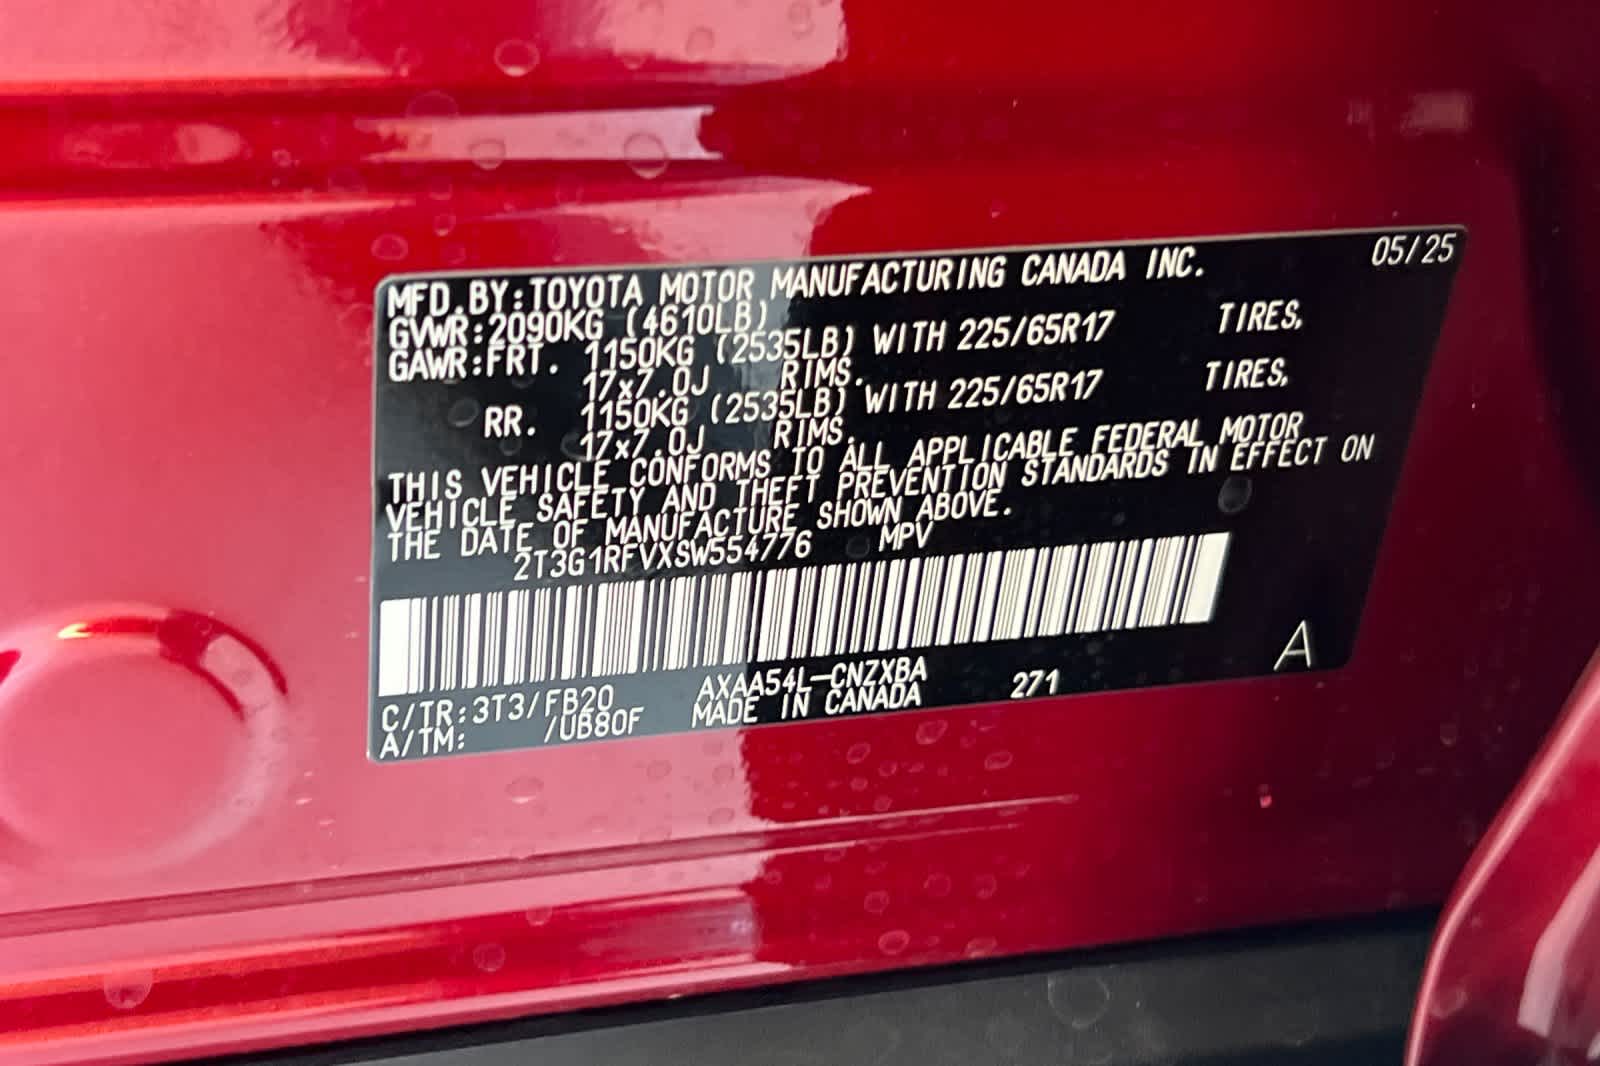 05/25
MFD.BY:TOYOTA MOTOR MANUFACTURING CANADA INC.
GVWR:2090KG (4610LB)
GAWR:FRT. 1150KG (2535LB) WITH 225/65R17 TIRES,
17x7.0J RIMS.
RR. 1150KG (2535LB) WITH 225/65R17 TIRES,
17x7.0J RIMS.
THIS VEHICLE CONFORMS TO ALL APPLICABLE FEDERAL MOTOR
VEHICLE SAFETY AND THEFT PREVENTION STANDARDS IN EFFECT ON
THE DATE OF MANUFACTURE SHOWN ABOVE.
2T3G1RFVXSW554776 MPV
C/TR:3T3/FB20 AXAA54L-CNZXBA 271 A
A/TM: /UB80F MADE IN CANADA